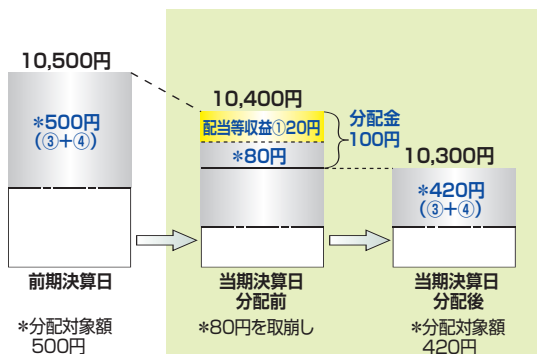 10,500円
*500円
(③+④)
前期決算日
*分配対象額
500円
10,400円
配当等収益①20円
*80円
分配金
100円
当期決算日
分配前
*80円を取崩し
10,300円
*420円
(③+④)
当期決算日
分配後
*分配対象額
420円